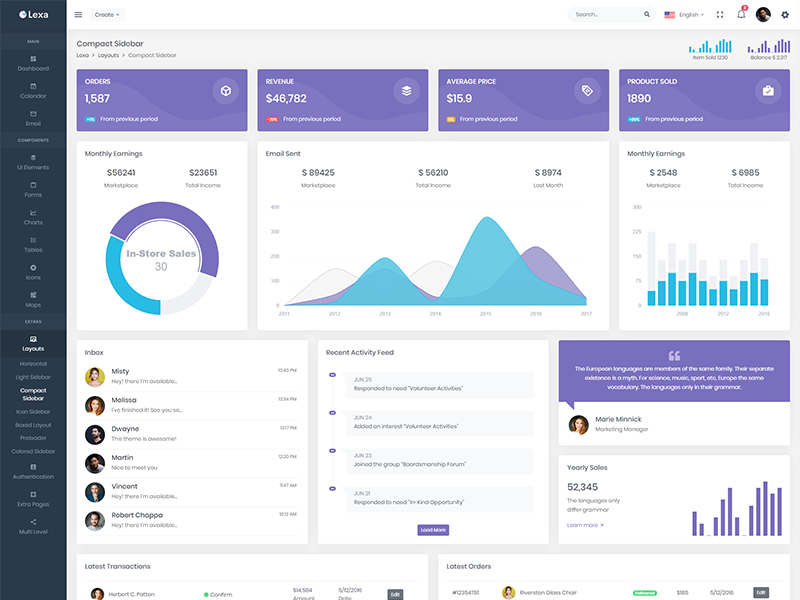 Lexa
Create
Search...
English
3
MAIN
Dashboard
Calendar
Email
COMPONENTS
UI Elements
Forms
Charts
Tables
Icons
Maps
EXTRAS
Layouts
Horizontal
Light Sidebar
Compact
Sidebar
Icon Sidebar
Boxed Layout
Preloader
Colored Sidebar
Authentication
Extra Pages
Multi Level
Compact Sidebar
Lexa > Layouts > Compact Sidebar
Item Sold 1230
Balance $ 2,317
ORDERS
1,587
From previous period
REVENUE
$46,782
From previous period
AVERAGE PRICE
$15.9
From previous period
PRODUCT SOLD
1890
From previous period
Monthly Earnings
$56241 $23651
Marketplace Total Income
In-Store Sales
30
Email Sent
$ 89425 $ 56210 $ 8974
Marketplace Total Income Last Month
400
300
200
100
0
2011 2012 2013 2014 2015 2016 2017
Monthly Earnings
$ 2548 $ 6985
Marketplace Total Income
300
225
150
75
0
2008 2012 2016
Inbox
Misty 13:40 PM
Hey! there I'm available...
Melissa 13:34 PM
I've finished it! See you so...
Dwayne 13:17 PM
This theme is awesome!
Martin 12:20 PM
Nice to meet you
Vincent 11:47 AM
Hey! there I'm available...
Robert Chappa 10:12 AM
Hey! there I'm available...
Recent Activity Feed
JUN 25
Responded to need "Volunteer Activities"
JUN 24
Added an interest "Volunteer Activities"
JUN 23
Joined the group "Boardsmanship Forum"
JUN 21
Responded to need "In-Kind Opportunity"
Load More
The European languages are members of the same family. Their separate
existence is a myth. For science, music, sport, etc, Europe the same
vocabulary. The languages only in their grammar.
Marie Minnick
Marketing Manager
Yearly Sales
52,345
The languages only
differ grammar
Learn more >
Latest Transactions
Herbert C. Patton Confirm $14,584 5/12/2016 Edit
Amount Date
Latest Orders
#12354781 Riverston Glass Chair Delivered $185 5/12/2016 Edit